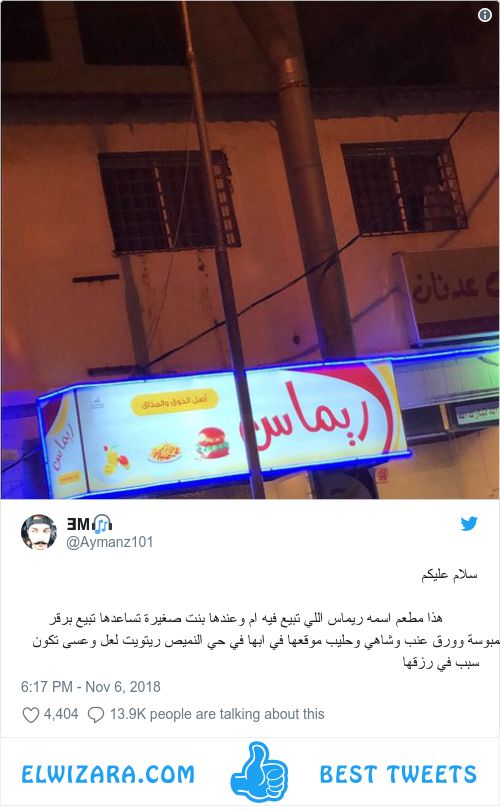 عدنان
أصل الذوق والمذاق
ريماس
ريماس
ƎM
@Aymanz101
سلام عليكم
هذا مطعم اسمه ريماس اللي تبيع فيه ام وعندها بنت صغيرة تساعدها تبيع برقر
مبوسة وورق عنب وشاهي وحليب موقعها في ابها في حي النميص ريتويت لعل وعسى تكون
سبب في رزقها
6:17 PM - Nov 6, 2018
4,404 13.9K people are talking about this
ELWIZARA.COM BEST TWEETS